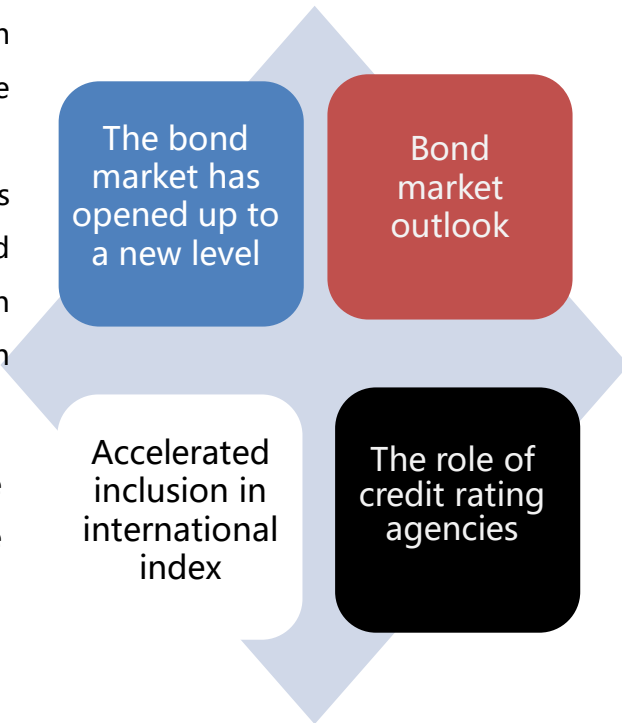 The bond
market has
opened up to
a new level
Bond
market
outlook
Accelerated
inclusion in
international
index
The role of
credit rating
agencies